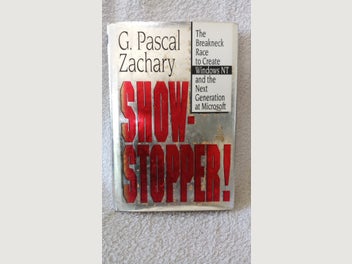 G. Pascal
Zachary
The
Breakneck
Race
to Create
Windows NT
and the
Next
Generation
at Microsoft
SHOW-
STOPPER!